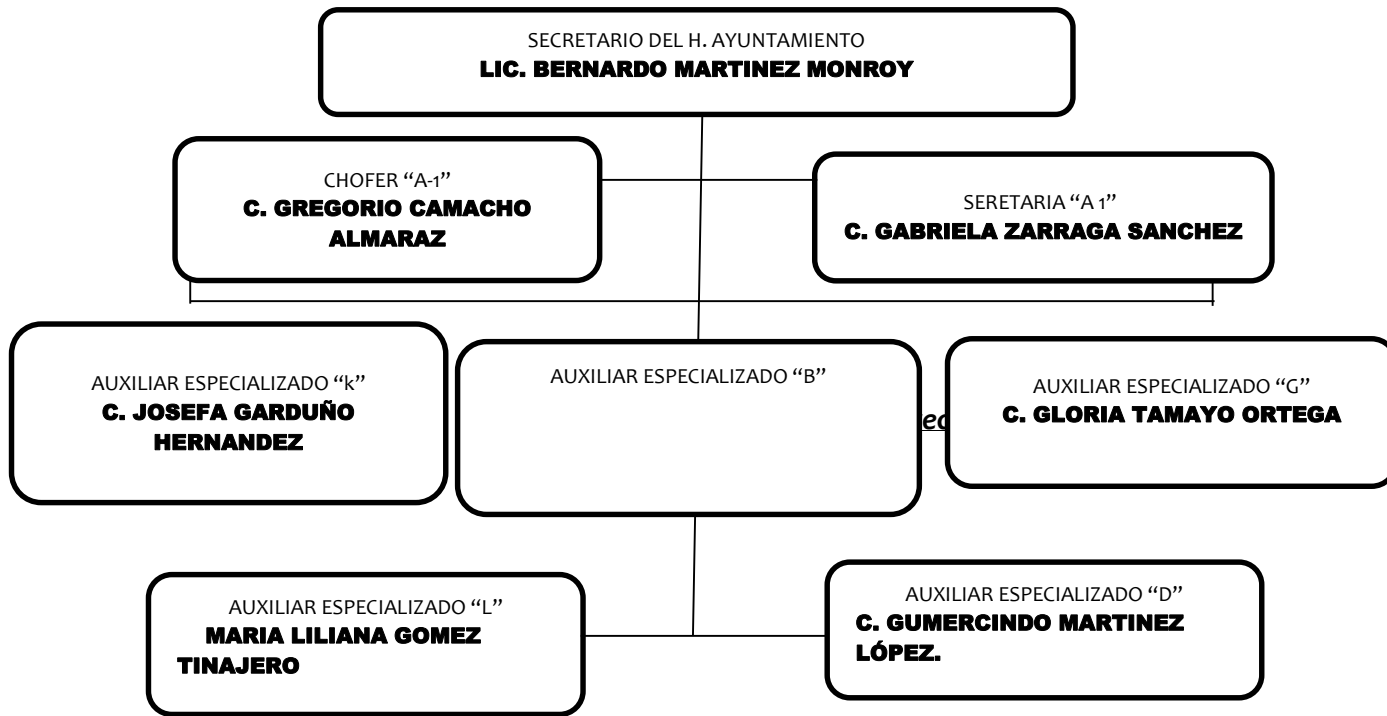 SECRETARIO DEL H. AYUNTAMIENTO
LIC. BERNARDO MARTINEZ MONROY
CHOFER “A-1”
C. GREGORIO CAMACHO
ALMARAZ
SERETARIA “A 1”
C. GABRIELA ZARRAGA SANCHEZ
AUXILIAR ESPECIALIZADO “k”
C. JOSEFA GARDUÑO
HERNANDEZ
AUXILIAR ESPECIALIZADO “B”
AUXILIAR ESPECIALIZADO “G”
C. GLORIA TAMAYO ORTEGA
AUXILIAR ESPECIALIZADO “L”
MARIA LILIANA GOMEZ
TINAJERO
AUXILIAR ESPECIALIZADO “D”
C. GUMERCINDO MARTINEZ
LÓPEZ.